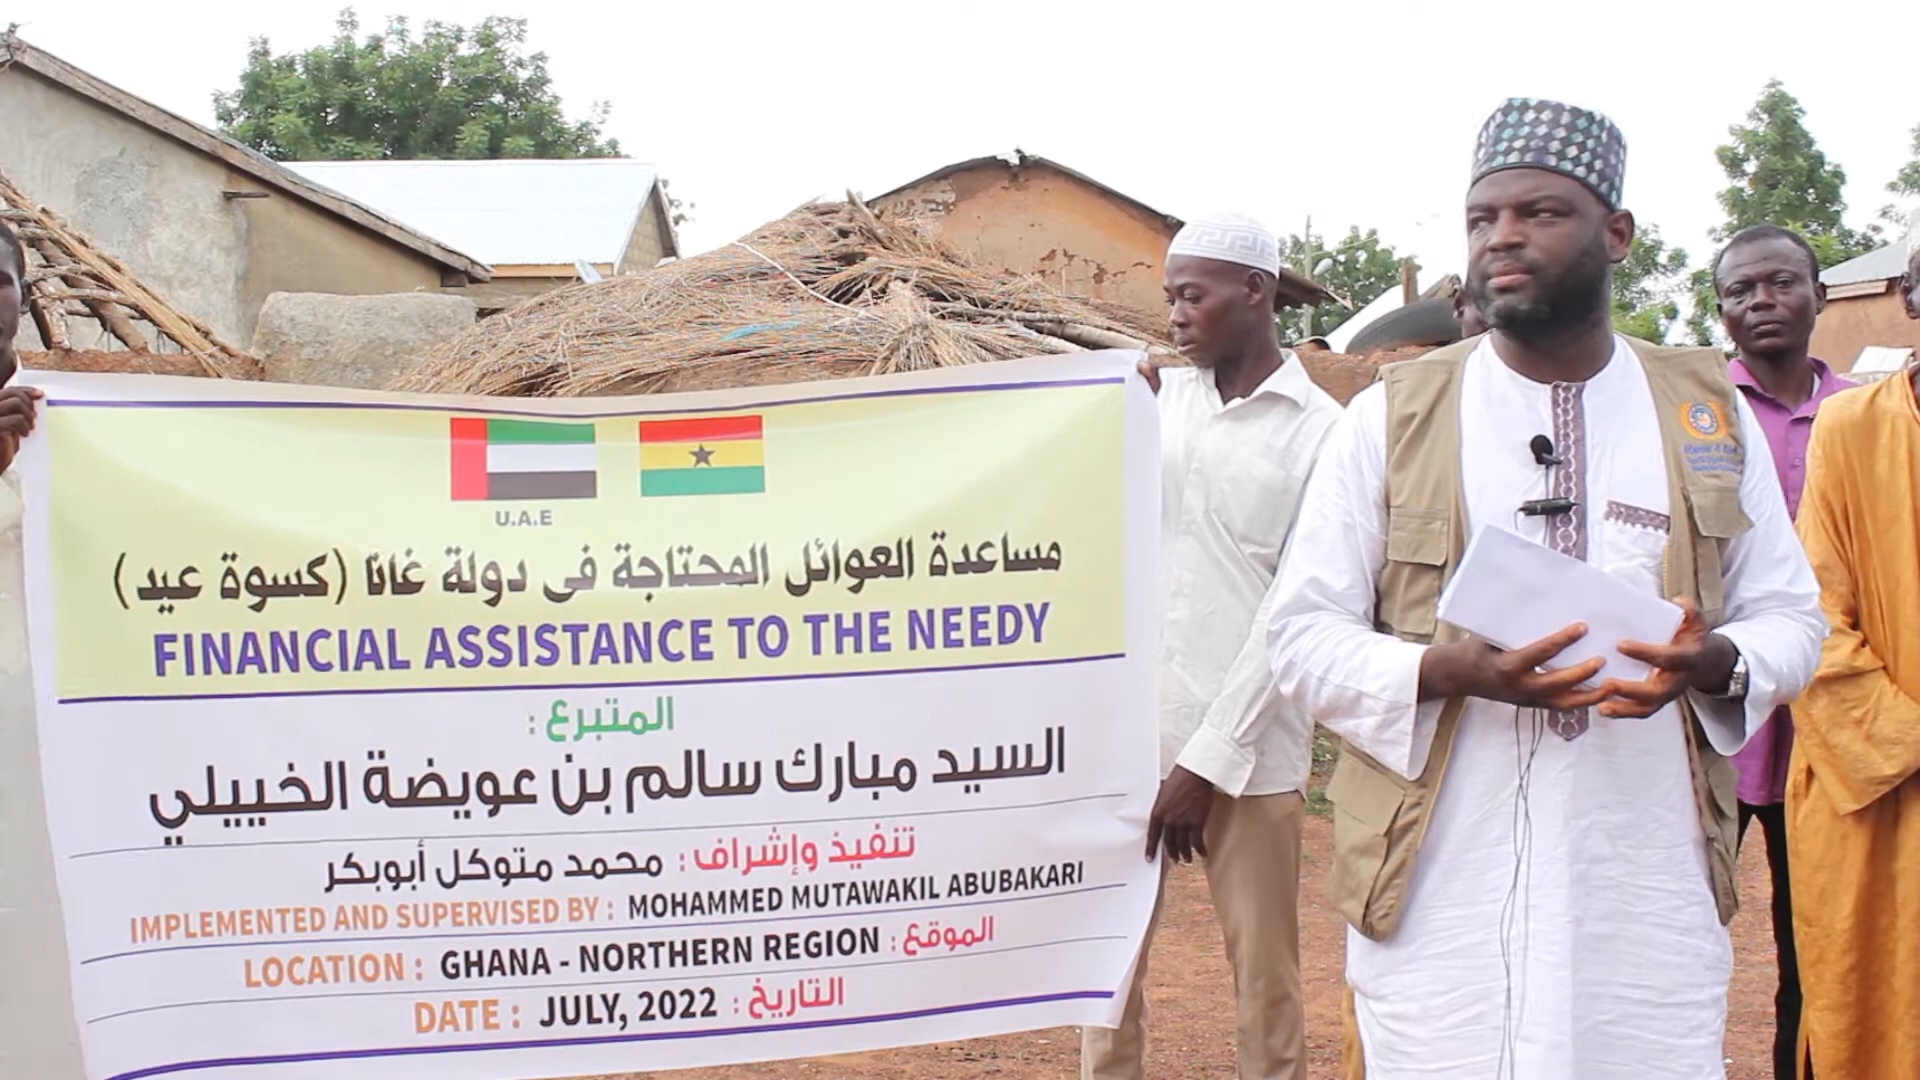 U.A.E
مساعدة العوائل المحتاجة فى دولة غانا (كسوة عيد)
FINANCIAL ASSISTANCE TO THE NEEDY
المتبرع :
السيد مبارك سالم بن عويضة الخييلي
تنفيذ وإشراف : محمد متوكل أبوبكر
IMPLEMENTED AND SUPERVISED BY : MOHAMMED MUTAWAKIL ABUBAKARI
LOCATION : GHANA - NORTHERN REGION : الموقع
DATE : JULY, 2022 : التاريخ